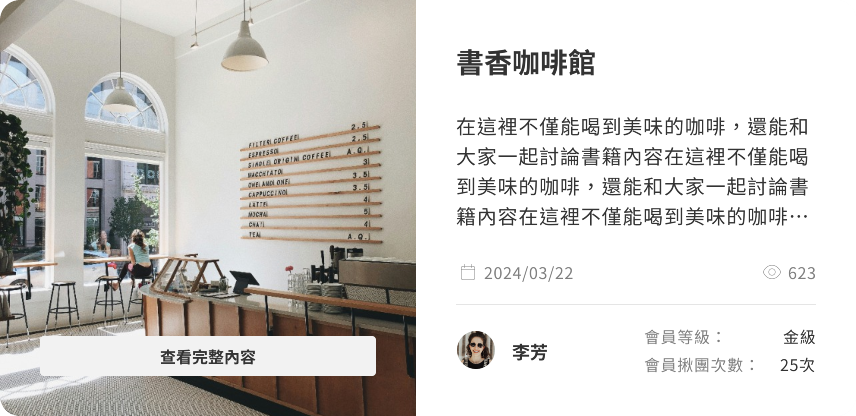 FILTER COFFEE 2.5
ESPRESSO 2.5
SINGLE ORIGIN COFFEE A.Q.
MACCHIATO 3
ONE AND ONE 3.5
CAPPUCCINO 3.5
LATTE 4
MOCHA 5
CHAI 4
TEA A.Q.
查看完整內容
書香咖啡館
在這裡不僅能喝到美味的咖啡，還能和
大家一起討論書籍內容在這裡不僅能喝
到美味的咖啡，還能和大家一起討論書
籍內容在這裡不僅能喝到美味的咖啡…
2024/03/22 623
李芳
會員等級： 金級
會員揪團次數： 25次